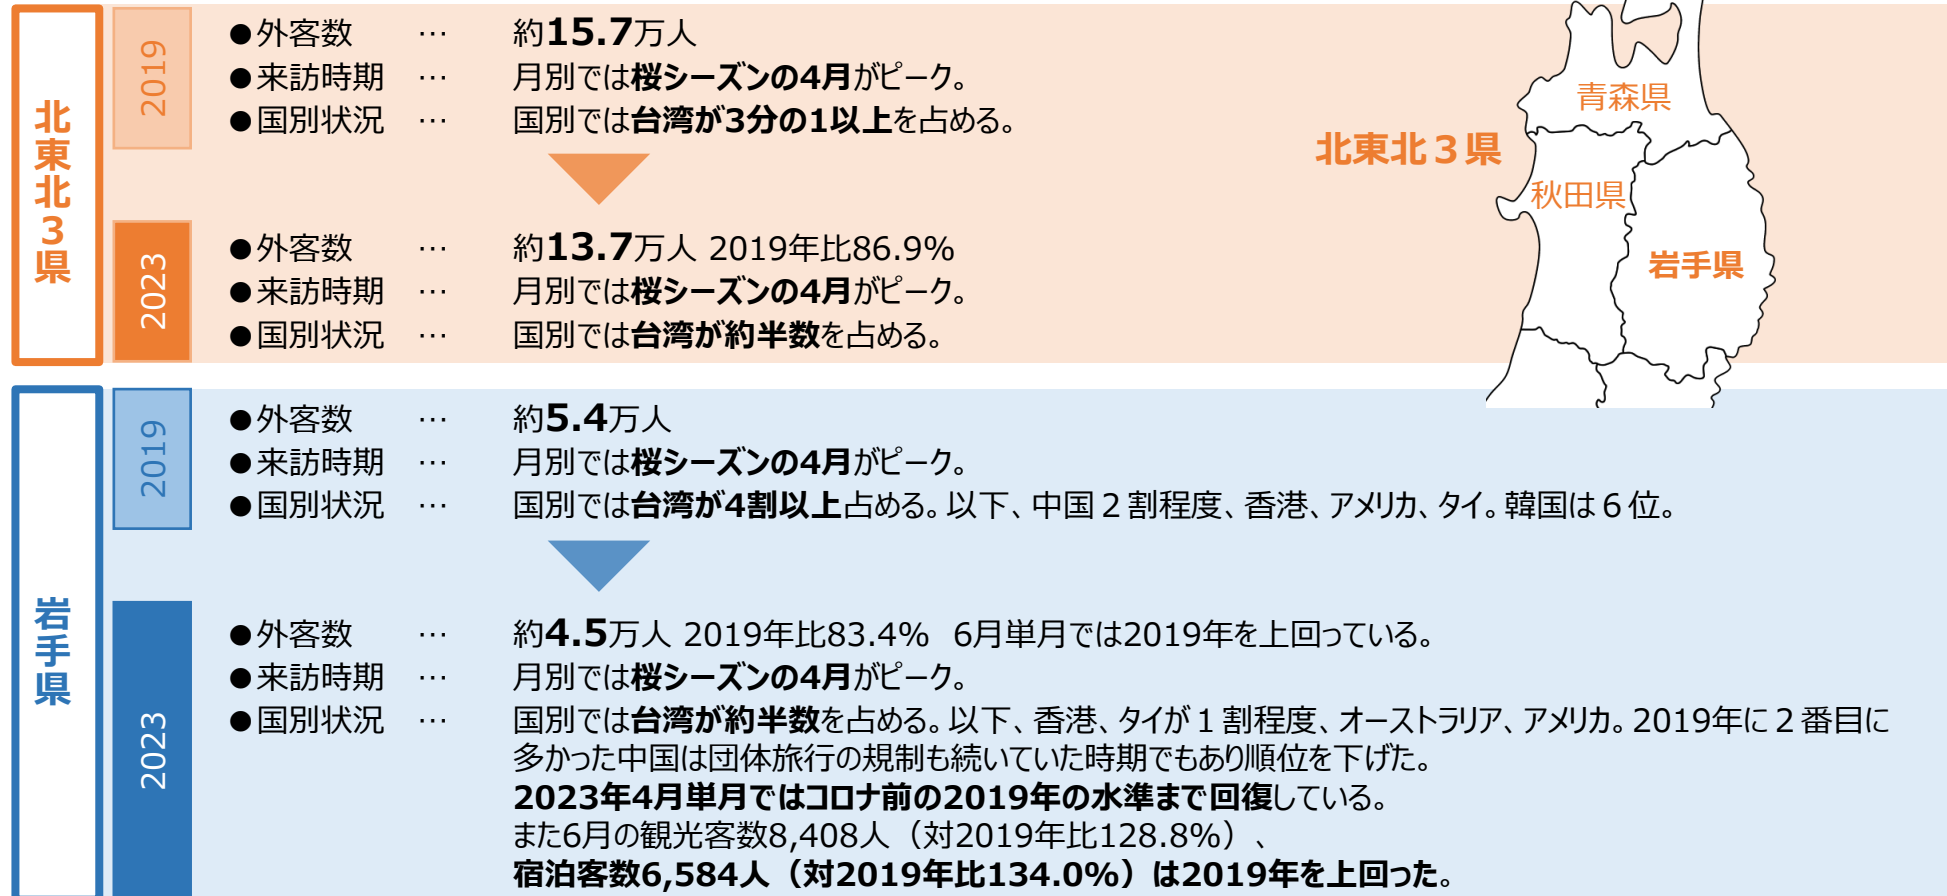 北東北3県
2019
●外客数 … 約15.7万人
●来訪時期 … 月別では桜シーズンの4月がピーク。
●国別状況 … 国別では台湾が3分の1以上を占める。
2023
●外客数 … 約13.7万人 2019年比86.9%
●来訪時期 … 月別では桜シーズンの4月がピーク。
●国別状況 … 国別では台湾が約半数を占める。
北東北３県
青森県
秋田県
岩手県
岩手県
2019
●外客数 … 約5.4万人
●来訪時期 … 月別では桜シーズンの4月がピーク。
●国別状況 … 国別では台湾が4割以上占める。以下、中国２割程度、香港、アメリカ、タイ。韓国は６位。
2023
●外客数 … 約4.5万人 2019年比83.4%　6月単月では2019年を上回っている。
●来訪時期 … 月別では桜シーズンの4月がピーク。
●国別状況 … 国別では台湾が約半数を占める。以下、香港、タイが１割程度、オーストラリア、アメリカ。2019年に２番目に
多かった中国は団体旅行の規制も続いていた時期でもあり順位を下げた。
2023年4月単月ではコロナ前の2019年の水準まで回復している。
また6月の観光客数8,408人（対2019年比128.8%）、
宿泊客数6,584人（対2019年比134.0%）は2019年を上回った。